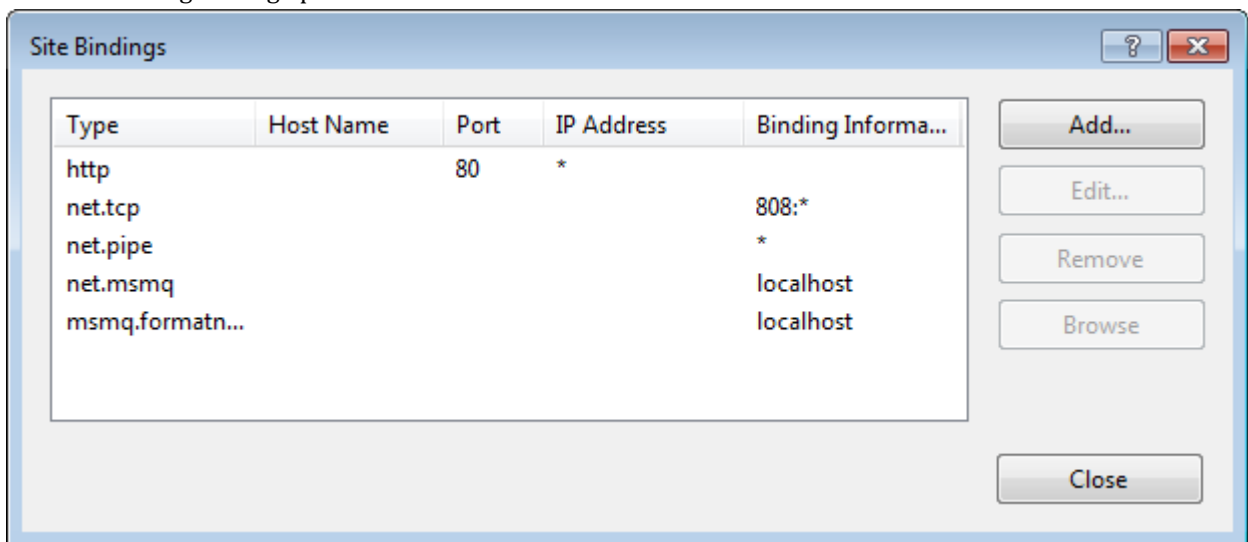 Site Bindings
Type Host Name Port IP Address Binding Informa...
http 80 *
net.tcp 808:*
net.pipe *
net.msmq localhost
msmq.formatn... localhost
Add...
Edit...
Remove
Browse
Close